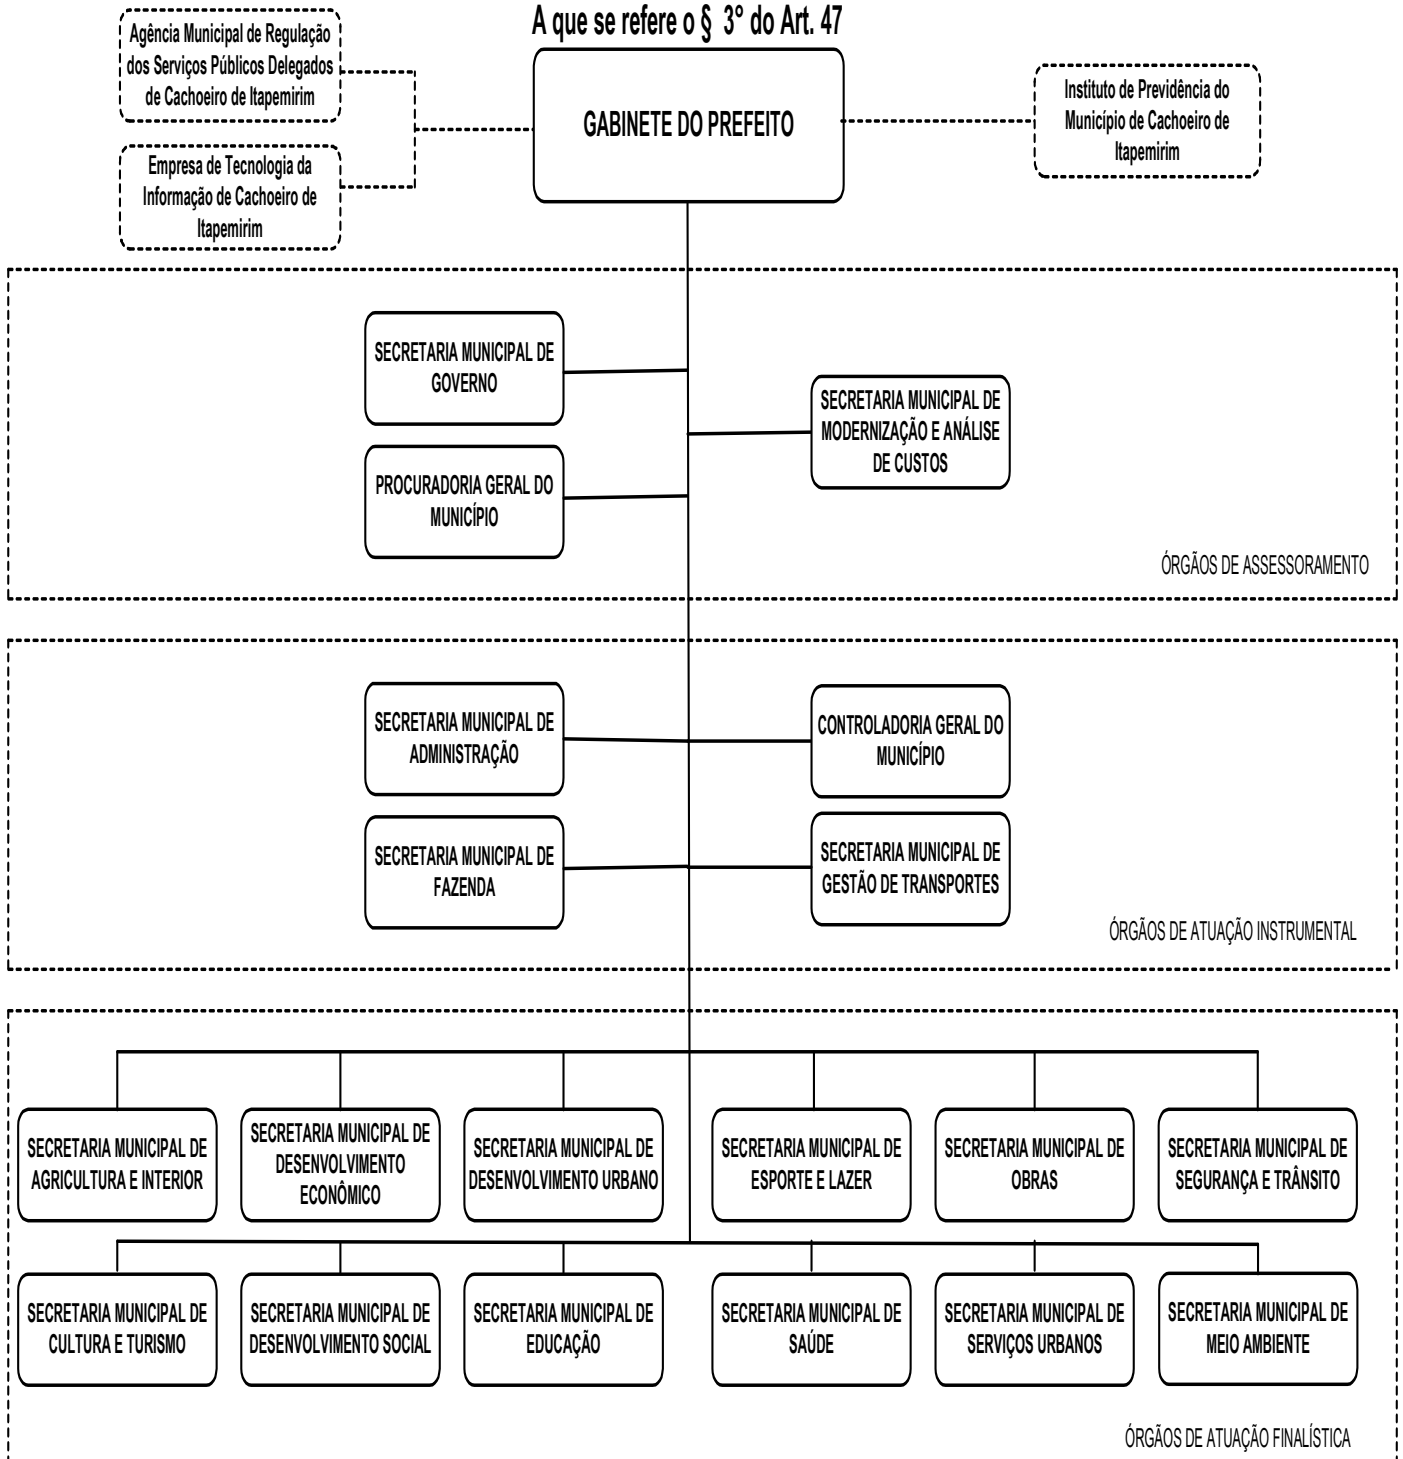 A que se refere o § 3° do Art. 47
Agência Municipal de Regulação
dos Serviços Públicos Delegados
de Cachoeiro de Itapemirim
GABINETE DO PREFEITO
Instituto de Previdência do
Município de Cachoeiro de
Itapemirim
Empresa de Tecnologia da
Informação de Cachoeiro de
Itapemirim
SECRETARIA MUNICIPAL DE
GOVERNO
SECRETARIA MUNICIPAL DE
MODERNIZAÇÃO E ANÁLISE
DE CUSTOS
PROCURADORIA GERAL DO
MUNICÍPIO
ÓRGÃOS DE ASSESSORAMENTO
SECRETARIA MUNICIPAL DE
ADMINISTRAÇÃO
CONTROLADORIA GERAL DO
MUNICÍPIO
SECRETARIA MUNICIPAL DE
FAZENDA
SECRETARIA MUNICIPAL DE
GESTÃO DE TRANSPORTES
ÓRGÃOS DE ATUAÇÃO INSTRUMENTAL
SECRETARIA MUNICIPAL DE
AGRICULTURA E INTERIOR
SECRETARIA MUNICIPAL DE
DESENVOLVIMENTO
ECONÔMICO
SECRETARIA MUNICIPAL DE
DESENVOLVIMENTO URBANO
SECRETARIA MUNICIPAL DE
ESPORTE E LAZER
SECRETARIA MUNICIPAL DE
OBRAS
SECRETARIA MUNICIPAL DE
SEGURANÇA E TRÂNSITO
SECRETARIA MUNICIPAL DE
CULTURA E TURISMO
SECRETARIA MUNICIPAL DE
DESENVOLVIMENTO SOCIAL
SECRETARIA MUNICIPAL DE
EDUCAÇÃO
SECRETARIA MUNICIPAL DE
SAÚDE
SECRETARIA MUNICIPAL DE
SERVIÇOS URBANOS
SECRETARIA MUNICIPAL DE
MEIO AMBIENTE
ÓRGÃOS DE ATUAÇÃO FINALÍSTICA